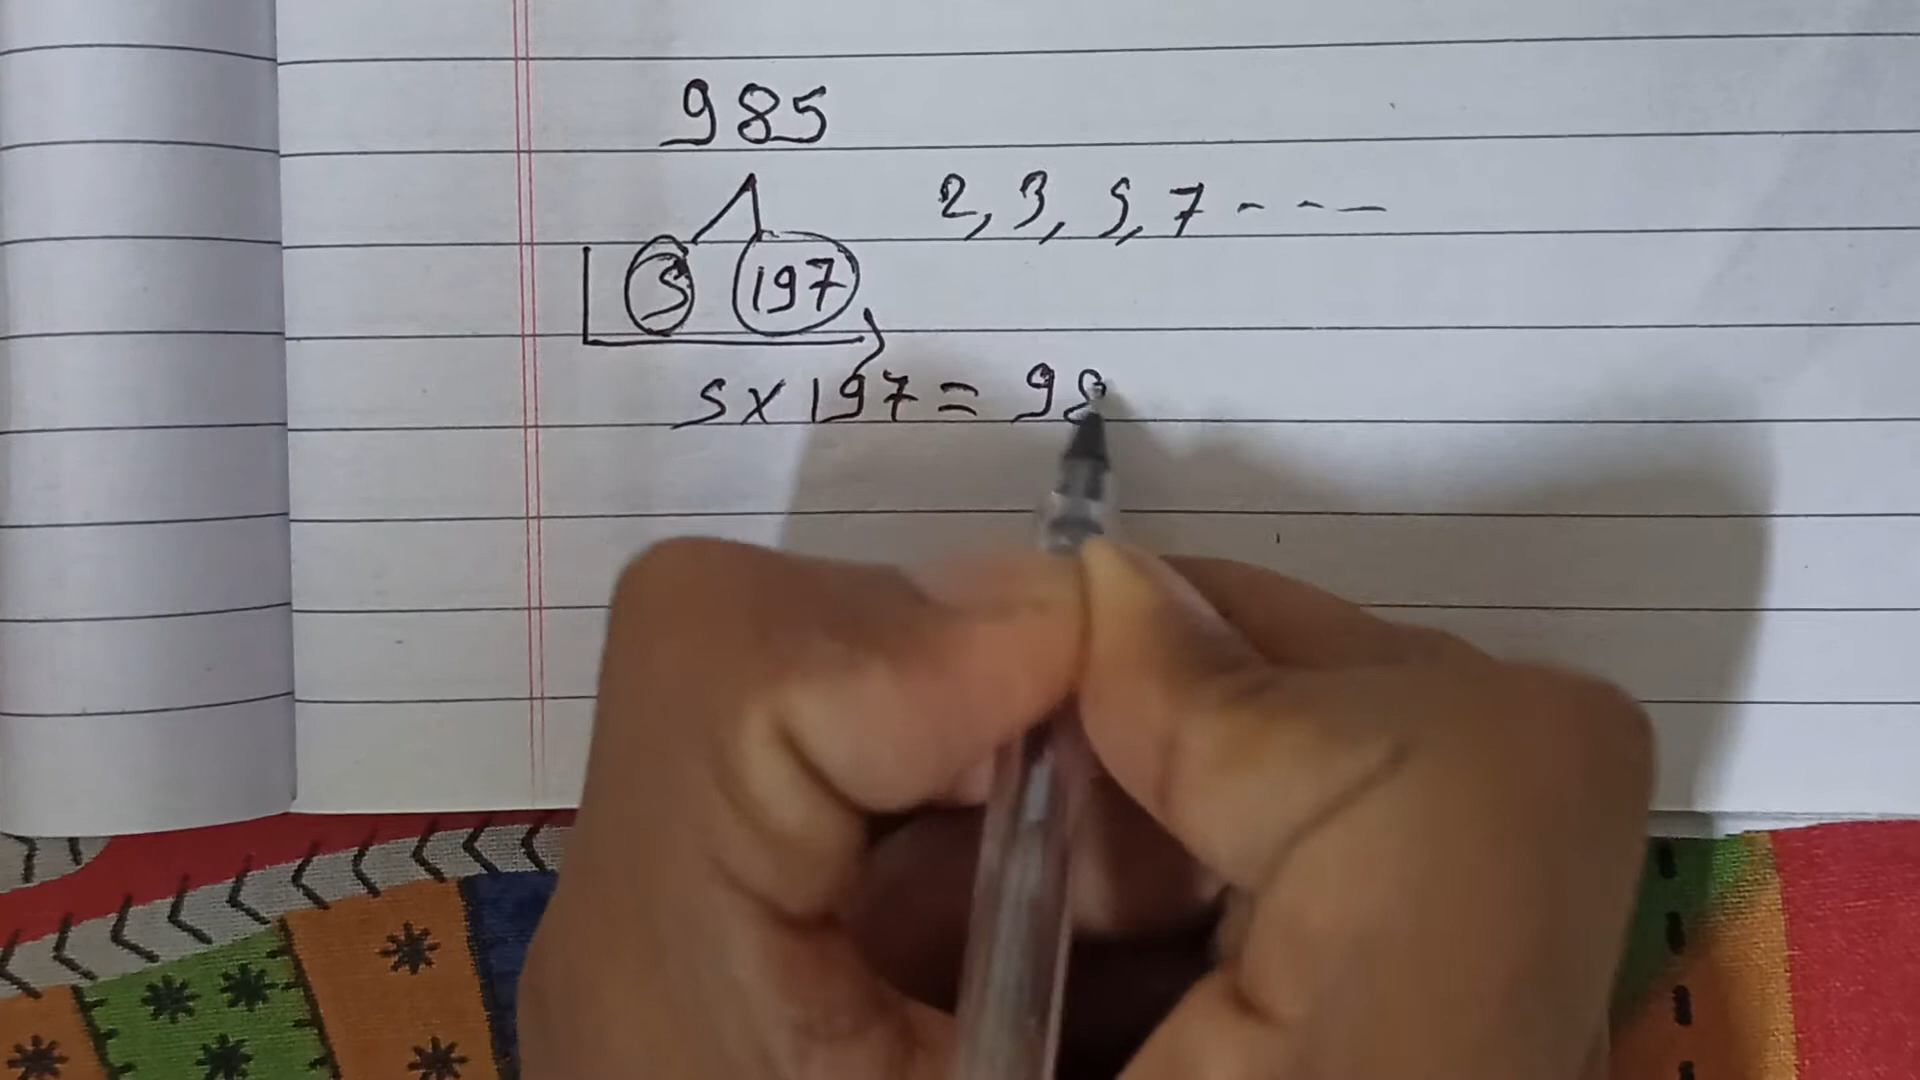 985
2, 3, 5, 7 - - -
5 197
5 x 197 = 98